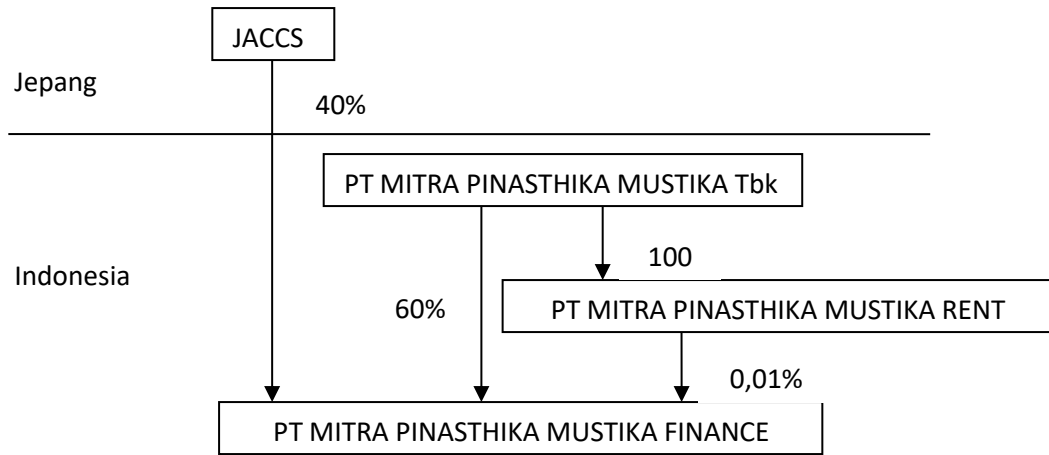 JACCS
Jepang
40%
PT MITRA PINASTHIKA MUSTIKA Tbk
Indonesia
100
60%
PT MITRA PINASTHIKA MUSTIKA RENT
0,01%
PT MITRA PINASTHIKA MUSTIKA FINANCE